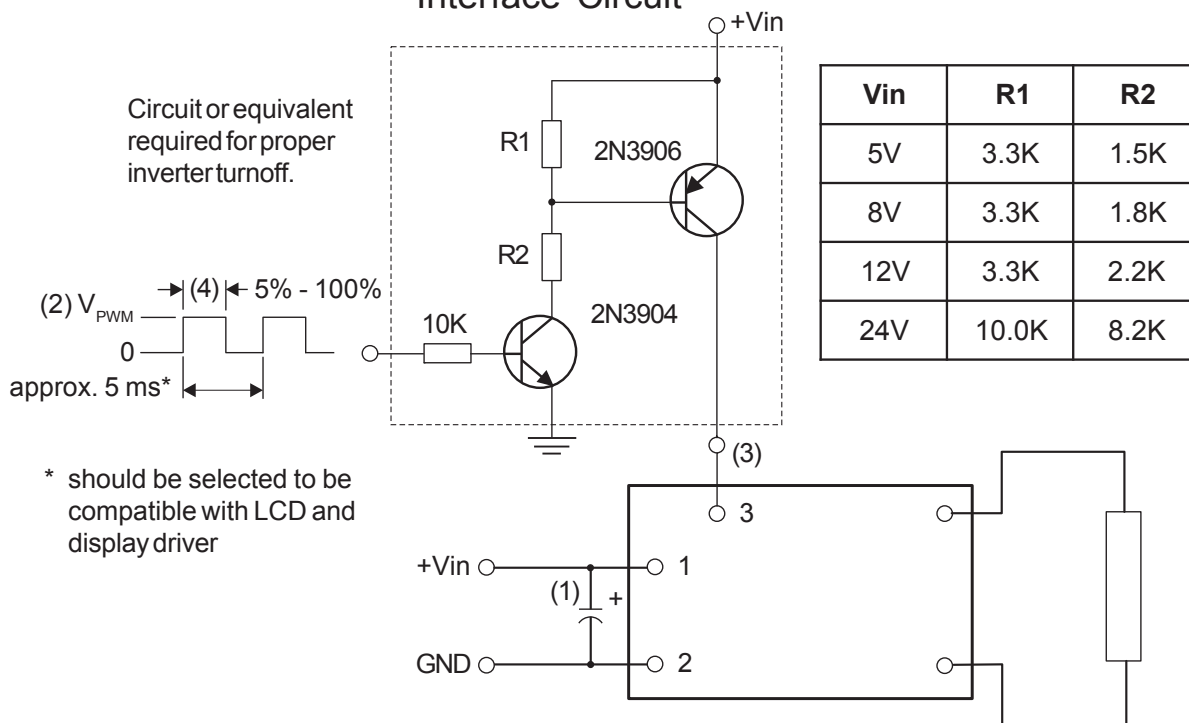 Interface Circuit
+Vin
Circuit or equivalent
required for proper
inverter turnoff.
R1
2N3906
R2
(2) VPWM
(4)
5% - 100%
0
approx. 5 ms*
10K
2N3904
Vin R1 R2
5V 3.3K 1.5K
8V 3.3K 1.8K
12V 3.3K 2.2K
24V 10.0K 8.2K
(3)
* should be selected to be
compatible with LCD and
display driver
3
+Vin
1
(1)
+
GND
2